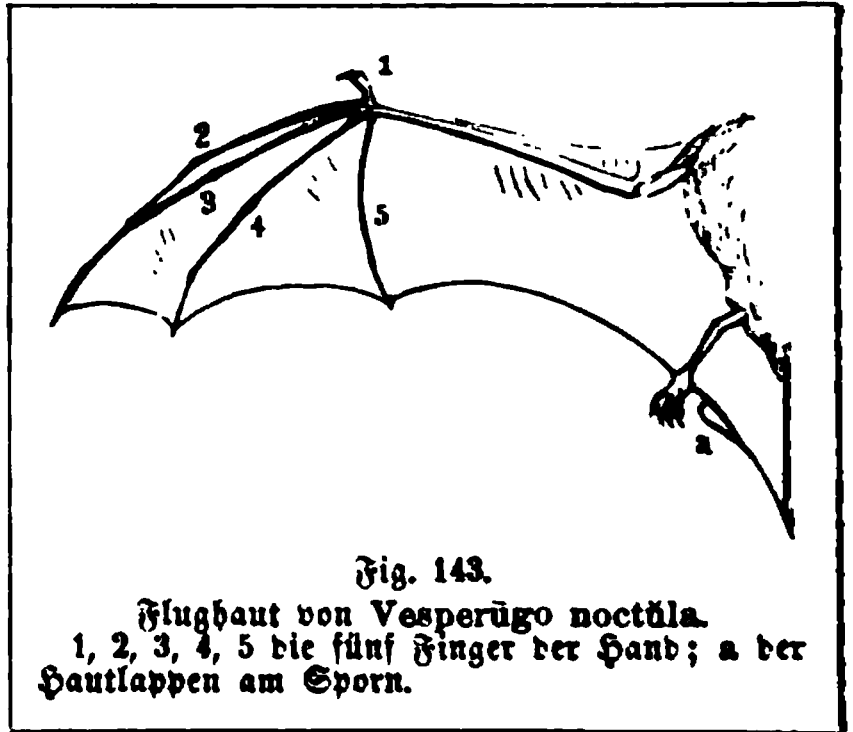 1
2
3
4
5
a
Fig. 143.
Flughaut von Vesperūgo noctŭla.
1, 2, 3, 4, 5 die fünf Finger der Hand; a der
Hautlappen am Sporn.